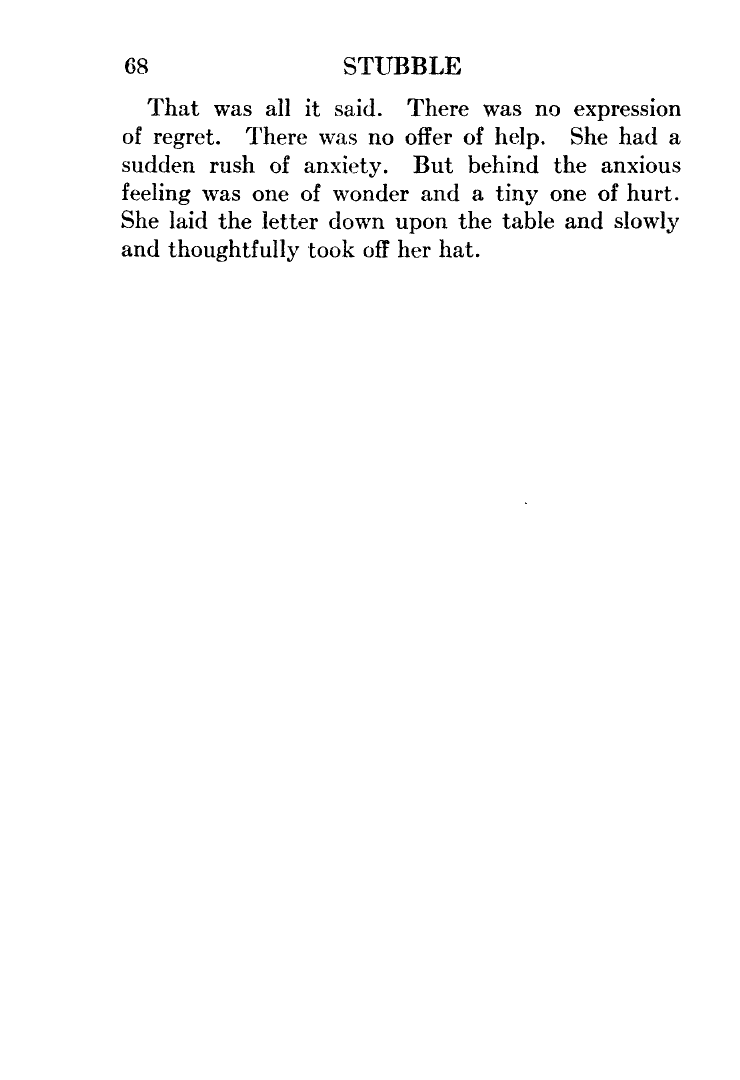 68 STUBBLE
That was all it said. There was no expression
of regret. There was no offer of help. She had a
sudden rush of anxiety. But behind the anxious
feeling was one of wonder and a tiny one of hurt.
She laid the letter down upon the table and slowly
and thoughtfully took off her hat.